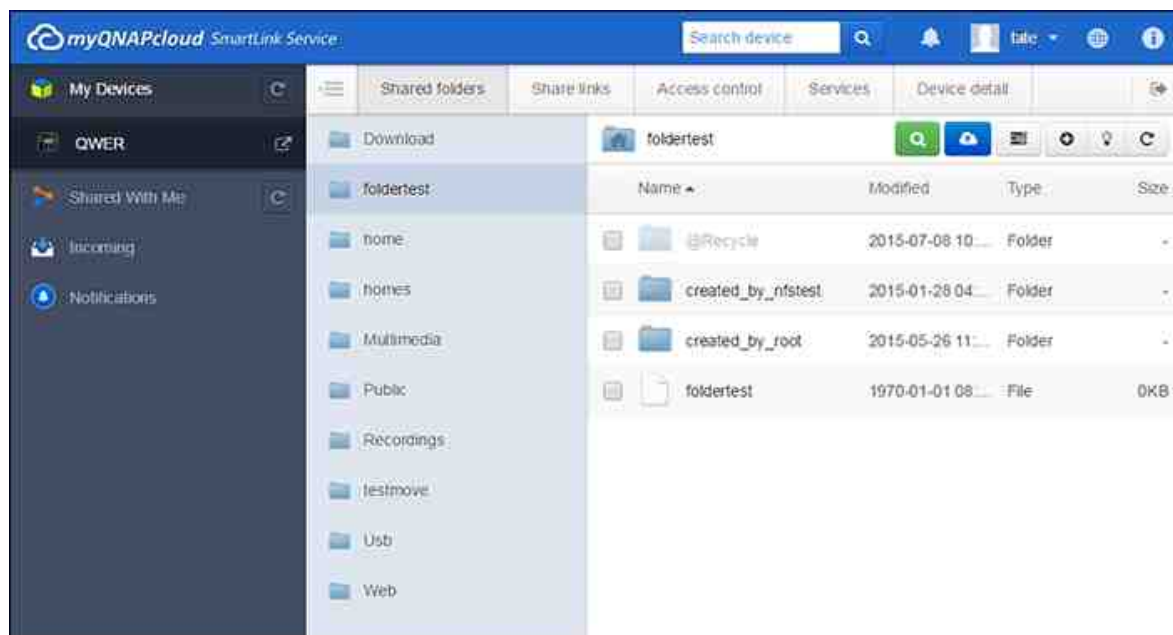 myQNAPcloud SmartLink Service
Search device
tate
My Devices
Shared folders
Share links
Access control
Services
Device detail
QWER
Shared With Me
Incoming
Notifications
Download
foldertest
home
homes
Multimedia
Public
Recordings
testmove
Usb
Web
foldertest
Name Modified Type Size
@Recycle 2015-07-08 10:... Folder -
created_by_nfstest 2015-01-28 04:... Folder -
created_by_root 2015-05-26 11:... Folder -
foldertest 1970-01-01 08:... File 0KB